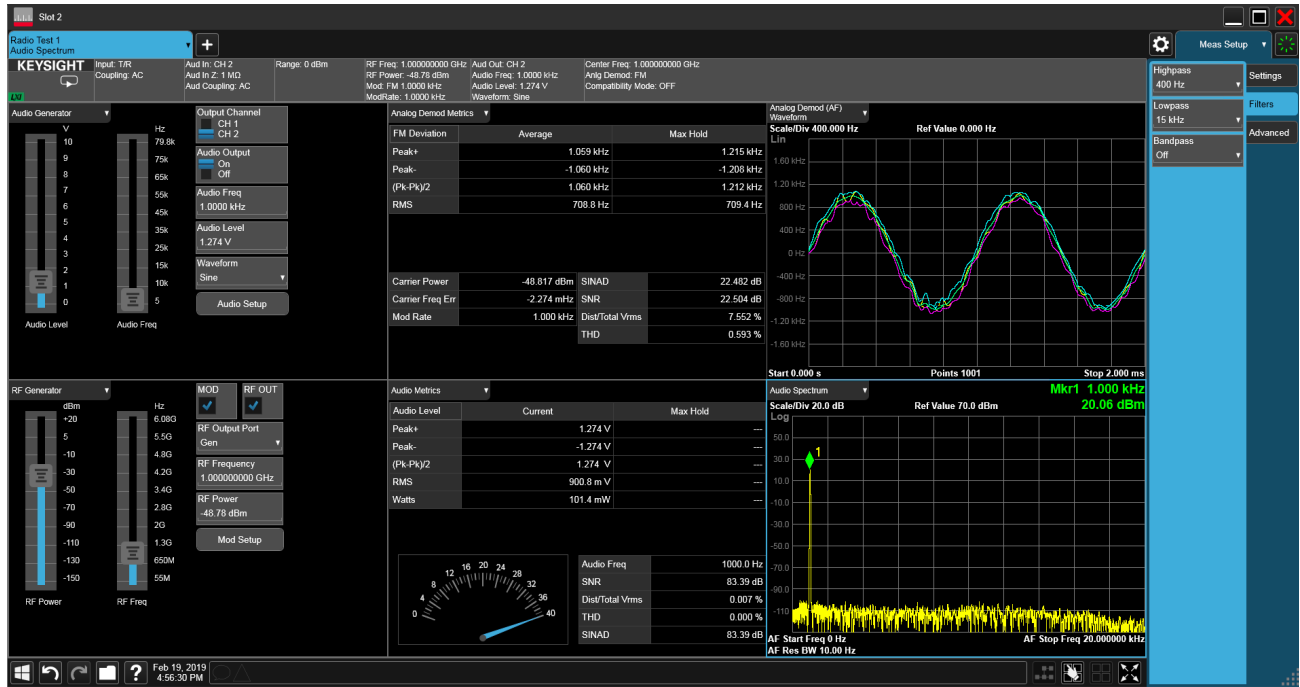 Slot 2
Radio Test 1
Audio Spectrum
+
Meas Setup
KEYSIGHT
LXI
Input: T/R
Coupling: AC
Aud In: CH 2
Aud In Z: 1 MΩ
Aud Coupling: AC
Range: 0 dBm
RF Freq: 1.000000000 GHz
RF Power: -48.78 dBm
Mod: FM 1.0000 kHz
ModRate: 1.0000 kHz
Aud Out: CH 2
Audio Freq: 1.0000 kHz
Audio Level: 1.274 V
Waveform: Sine
Center Freq: 1.000000000 GHz
Anlg Demod: FM
Compatibility Mode: OFF
Highpass
400 Hz
Lowpass
15 kHz
Bandpass
Off
Settings
Filters
Advanced
Audio Generator
V
10
9
8
7
6
5
4
3
2
1
0
Audio Level
Hz
79.8k
75k
65k
55k
45k
35k
25k
15k
10k
5
Audio Freq
Output Channel
CH 1
CH 2
Audio Output
On
Off
Audio Freq
1.0000 kHz
Audio Level
1.274 V
Waveform
Sine
Audio Setup
Analog Demod Metrics
FM Deviation Average Max Hold
Peak+ 1.059 kHz 1.215 kHz
Peak- -1.060 kHz -1.208 kHz
(Pk-Pk)/2 1.060 kHz 1.212 kHz
RMS 708.8 Hz 709.4 Hz
Carrier Power -48.817 dBm SINAD 22.482 dB
Carrier Freq Err -2.274 mHz SNR 22.504 dB
Mod Rate 1.000 kHz Dist/Total Vrms 7.552 %
THD 0.593 %
Analog Demod (AF)
Waveform
Scale/Div 400.000 Hz Ref Value 0.000 Hz
Lin
1.60 kHz
1.20 kHz
800 Hz
400 Hz
0 Hz
-400 Hz
-800 Hz
-1.20 kHz
-1.60 kHz
Start 0.000 s Points 1001 Stop 2.000 ms
RF Generator
dBm
+20
5
-10
-30
-50
-70
-90
-110
-130
-150
RF Power
Hz
6.08G
5.5G
4.8G
4.2G
3.4G
2.8G
2G
1.3G
650M
55M
RF Freq
MOD
RF OUT
RF Output Port
Gen
RF Frequency
1.000000000 GHz
RF Power
-48.78 dBm
Mod Setup
Audio Metrics
Audio Level Current Max Hold
Peak+ 1.274 V ---
Peak- -1.274 V ---
(Pk-Pk)/2 1.274 V ---
RMS 900.8 m V ---
Watts 101.4 mW ---
0
4
8
12
16
20
24
28
32
36
40
Audio Freq 1000.0 Hz
SNR 83.39 dB
Dist/Total Vrms 0.007 %
THD 0.000 %
SINAD 83.39 dB
Audio Spectrum
Mkr1 1.000 kHz
20.06 dBm
Scale/Div 20.0 dB Ref Value 70.0 dBm
Log
50.0
30.0
10.0
-10.0
-30.0
-50.0
-70.0
-90.0
-110
1
AF Start Freq 0 Hz AF Stop Freq 20.000000 kHz
AF Res BW 10.00 Hz
?
Feb 19, 2019
4:56:30 PM